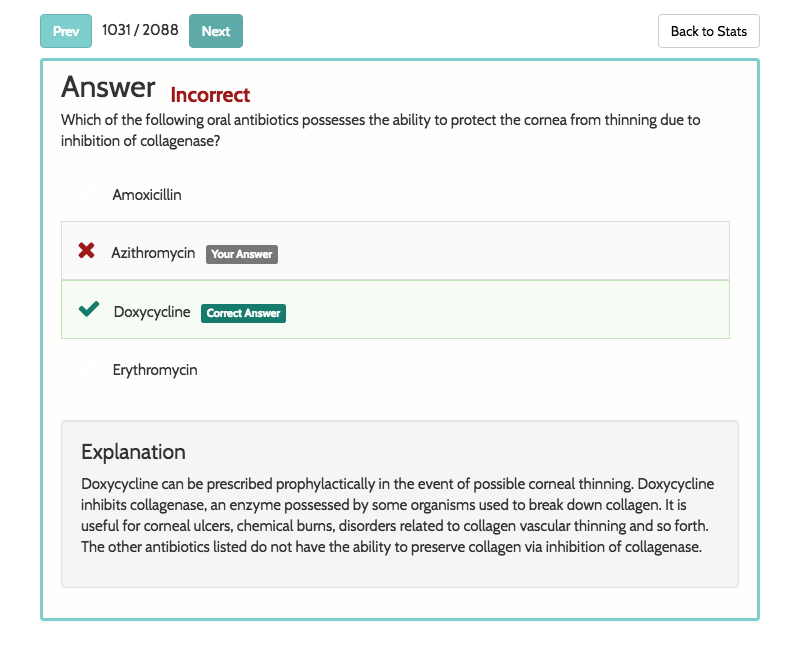 Prev 1031 / 2088 Next Back to Stats
Answer Incorrect
Which of the following oral antibiotics possesses the ability to protect the cornea from thinning due to
inhibition of collagenase?
Amoxicillin
Azithromycin Your Answer
Doxycycline Correct Answer
Erythromycin
Explanation
Doxycycline can be prescribed prophylactically in the event of possible corneal thinning. Doxycycline
inhibits collagenase, an enzyme possessed by some organisms used to break down collagen. It is
useful for corneal ulcers, chemical burns, disorders related to collagen vascular thinning and so forth.
The other antibiotics listed do not have the ability to preserve collagen via inhibition of collagenase.